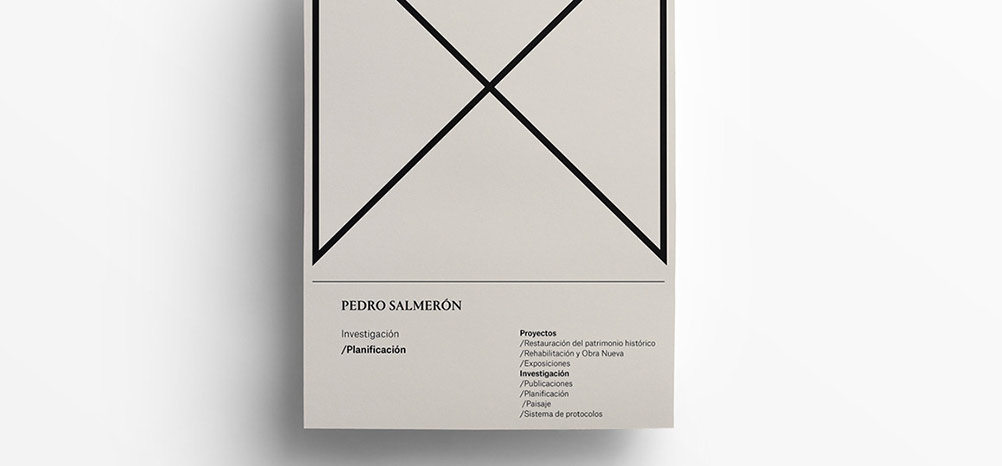 PEDRO SALMERÓN
Investigación
/Planificación
Proyectos
/Restauración del patrimonio histórico
/Rehabilitación y Obra Nueva
/Exposiciones
Investigación
/Publicaciones
/Planificación
/Paisaje
/Sistema de protocolos